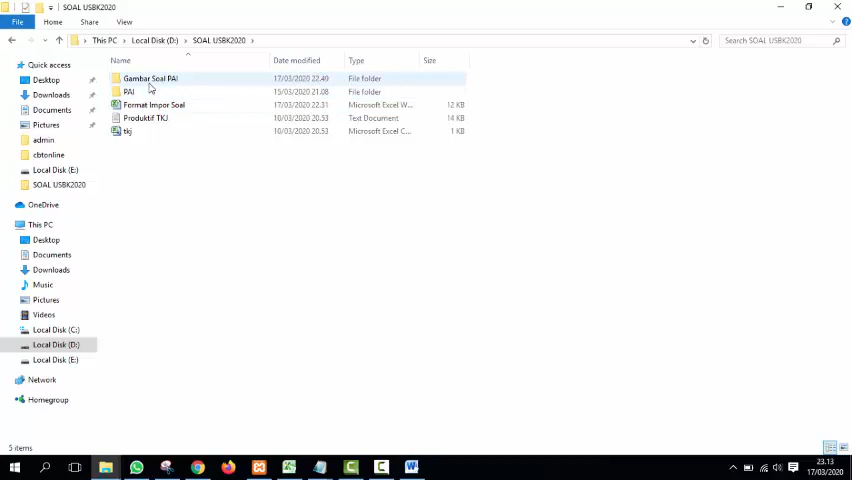 SOAL USBK2020
File Home Share View
This PC Local Disk (D:) SOAL USBK2020 Search SOAL USBK2020
Name Date modified Type Size
Gambar Soal PAI 17/03/2020 22.49 File folder
PAI 15/03/2020 21.08 File folder
Format Impor Soal 17/03/2020 22.31 Microsoft Excel W... 12 KB
Produktif TKJ 10/03/2020 20.53 Text Document 14 KB
tkj 10/03/2020 20.53 Microsoft Excel C... 1 KB
Quick access
Desktop
Downloads
Documents
Pictures
admin
cbtonline
Local Disk (E:)
SOAL USBK2020
OneDrive
This PC
Desktop
Documents
Downloads
Music
Pictures
Videos
Local Disk (C:)
Local Disk (D:)
Local Disk (E:)
Network
Homegroup
5 items
23.13
17/03/2020